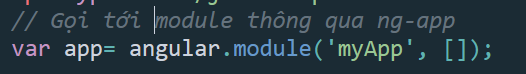 // Gọi tới module thông qua ng-app
var app= angular.module('myApp', []);